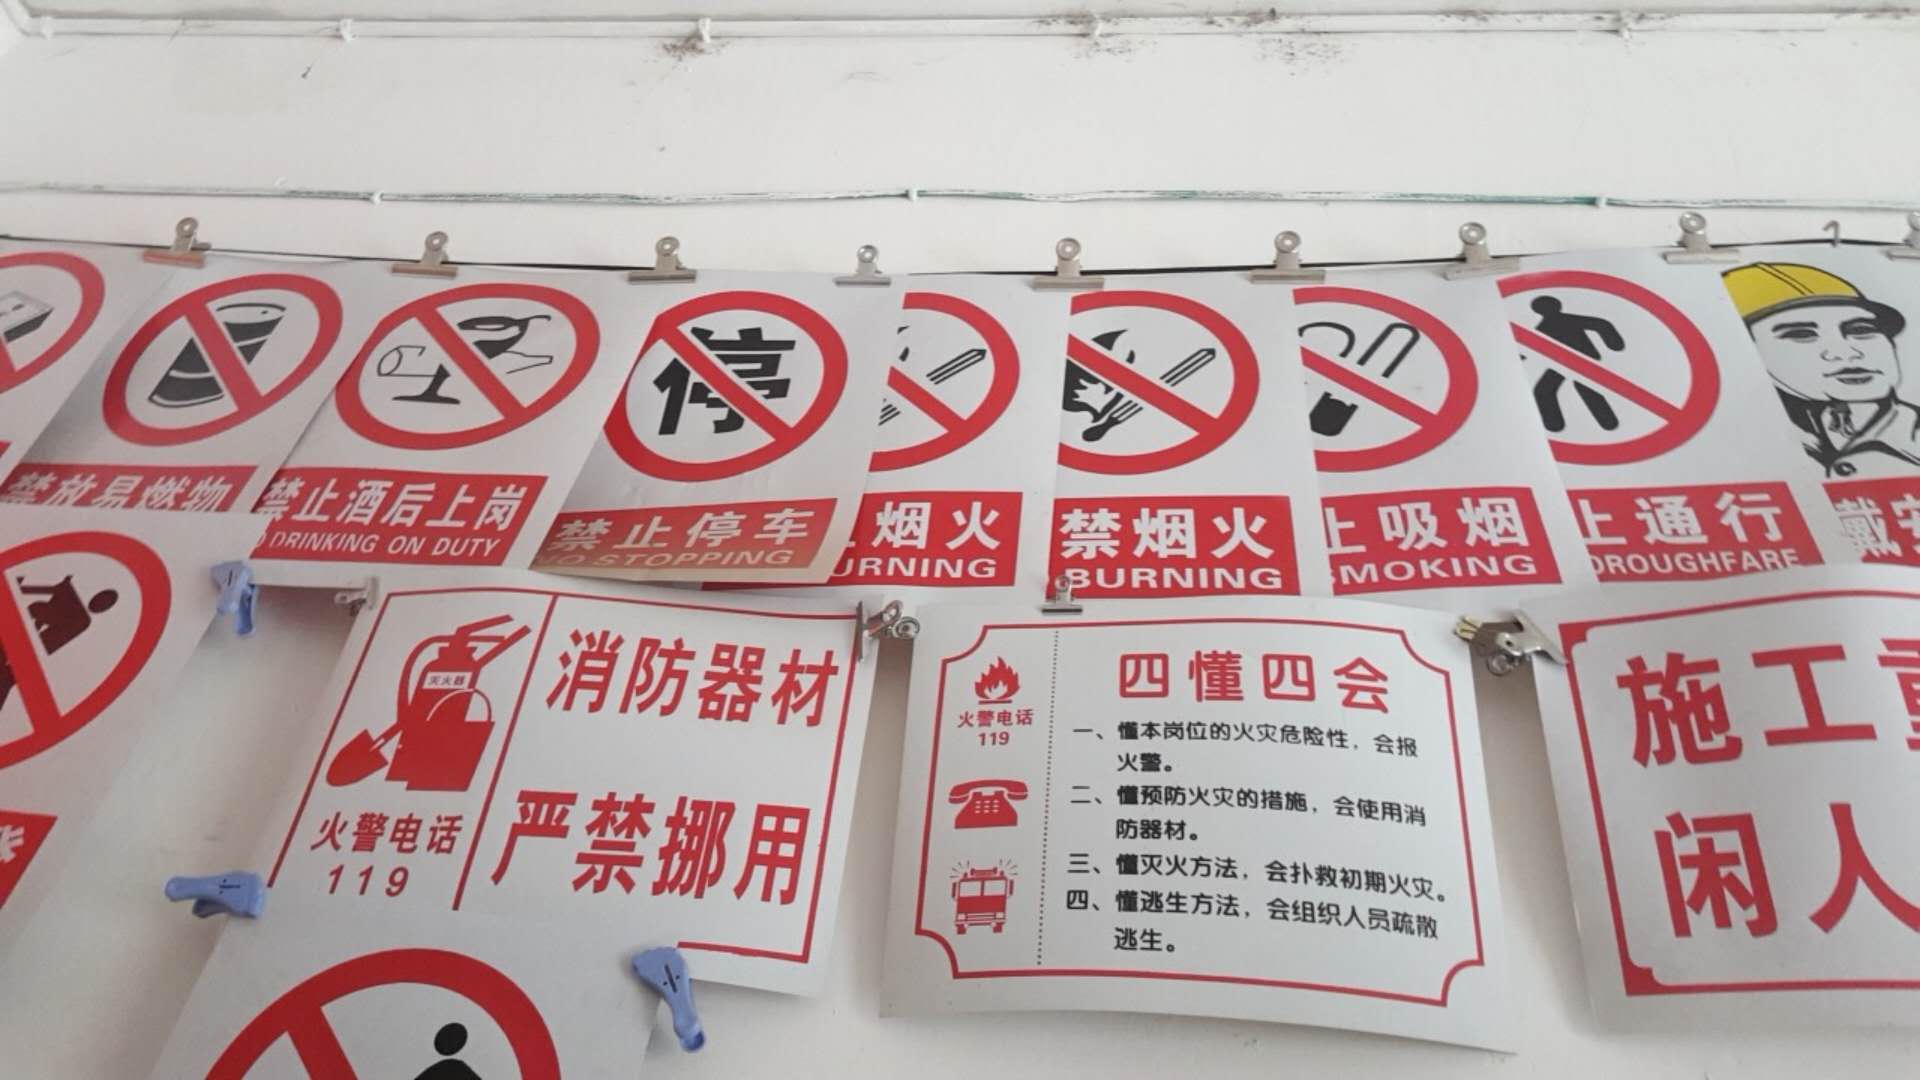 禁放易燃物
禁止酒后上岗
DRINKING ON DUTY
停
禁止停车
NO STOPPING
烟火
URNING
禁烟火
BURNING
上吸烟
SMOKING
上通行
OROUGHFARE
戴安
灭火器
火警电话
119
消防器材
严禁挪用
火警电话
119
四懂四会
一、懂本岗位的火灾危险性，会报
火警。
二、懂预防火灾的措施，会使用消
防器材。
三、懂灭火方法，会扑救初期火灾。
四、懂逃生方法，会组织人员疏散
逃生。
施工重
闲人